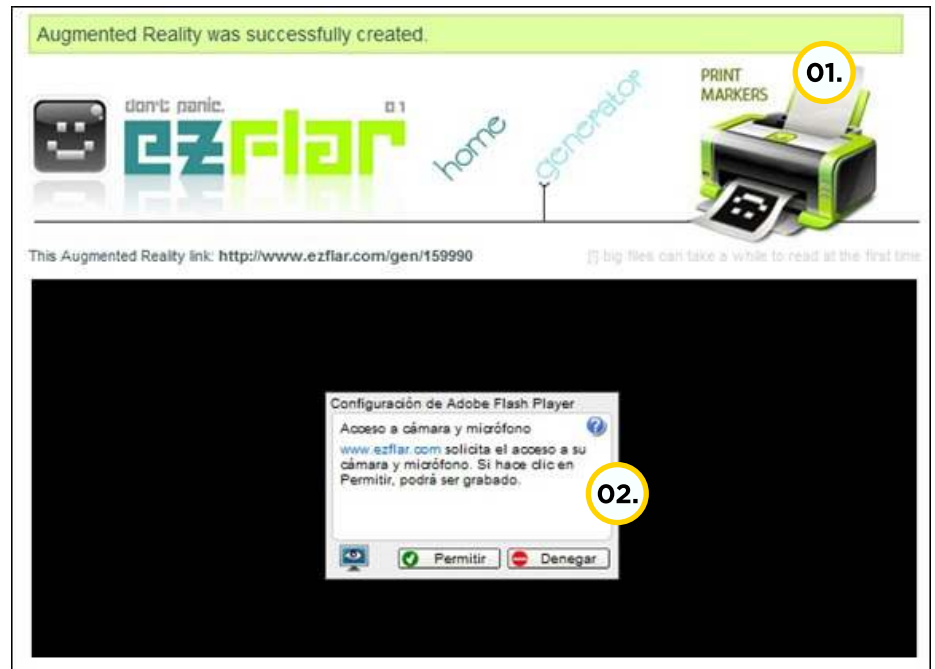 Augmented Reality was successfully created.
PRINT
MARKERS
01.
don't panic.
0 1
ezflar
home
generator
This Augmented Reality link: http://www.ezflar.com/gen/159990
[!] big files can take a while to read at the first time
Configuración de Adobe Flash Player
Acceso a cámara y micrófono
www.ezflar.com solicita el acceso a su
cámara y micrófono. Si hace clic en
Permitir, podrá ser grabado.
02.
Permitir
Denegar